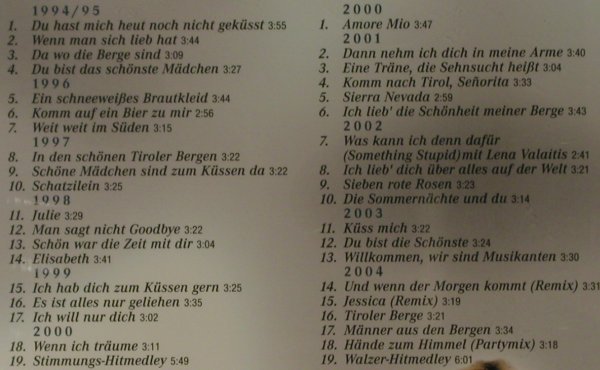 1994/95
1. Du hast mich heut noch nicht geküsst 3:55
2. Wenn man sich lieb hat 3:44
3. Da wo die Berge sind 3:09
4. Du bist das schönste Mädchen 3:27
1996
5. Ein schneeweißes Brautkleid 3:44
6. Komm auf ein Bier zu mir 2:56
7. Weit weit im Süden 3:15
1997
8. In den schönen Tiroler Bergen 3:22
9. Schöne Mädchen sind zum Küssen da 3:22
10. Schatzilein 3:25
1998
11. Julie 3:29
12. Man sagt nicht Goodbye 3:22
13. Schön war die Zeit mit dir 3:04
14. Elisabeth 3:41
1999
15. Ich hab dich zum Küssen gern 3:25
16. Es ist alles nur geliehen 3:35
17. Ich will nur dich 3:02
2000
18. Wenn ich träume 3:11
19. Stimmungs-Hitmedley 5:49
2000
1. Amore Mio 3:47
2001
2. Dann nehm ich dich in meine Arme 3:40
3. Eine Träne, die Sehnsucht heißt 3:04
4. Komm nach Tirol, Señorita 3:33
5. Sierra Nevada 2:59
6. Ich lieb' die Schönheit meiner Berge 3:43
2002
7. Was kann ich denn dafür
(Something Stupid) mit Lena Valaitis 2:41
8. Ich lieb' dich über alles auf der Welt 3:21
9. Sieben rote Rosen 3:23
10. Die Sommernächte und du 3:14
2003
11. Küss mich 3:22
12. Du bist die Schönste 3:24
13. Willkommen, wir sind Musikanten 3:30
2004
14. Und wenn der Morgen kommt (Remix) 3:31
15. Jessica (Remix) 3:19
16. Tiroler Berge 3:21
17. Männer aus den Bergen 3:34
18. Hände zum Himmel (Partymix) 3:18
19. Walzer-Hitmedley 6:01